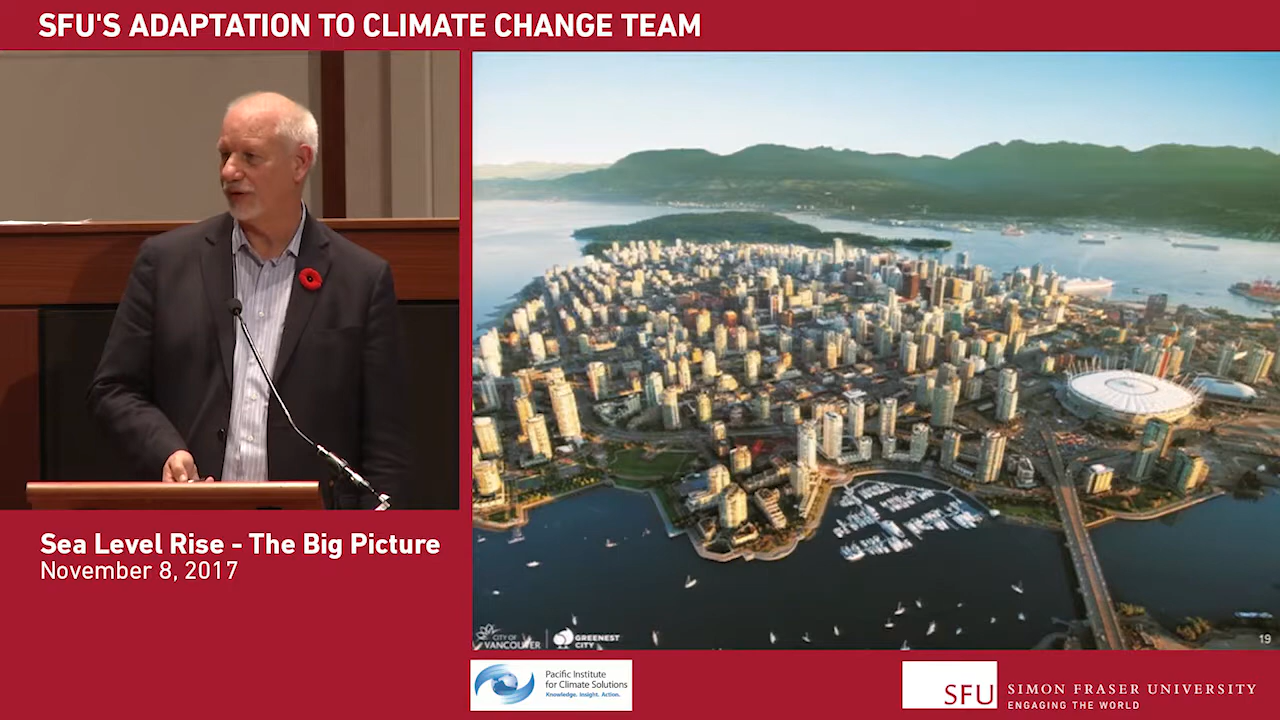 SFU'S ADAPTATION TO CLIMATE CHANGE TEAM
Sea Level Rise - The Big Picture
November 8, 2017
CITY OF
VANCOUVER
GREENEST
CITY
19
Pacific Institute
for Climate Solutions
Knowledge. Insight. Action.
SFU
SIMON FRASER UNIVERSITY
ENGAGING THE WORLD